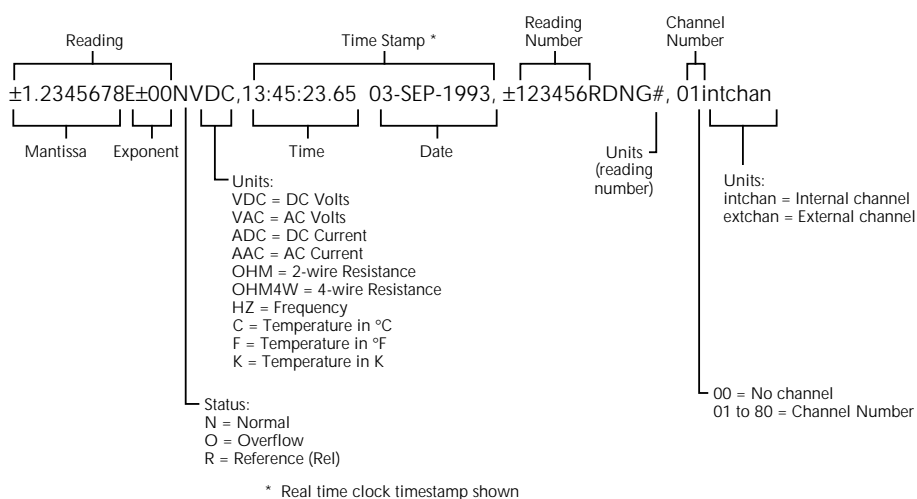 Reading
Time Stamp *
Reading
Number
Channel
Number
±1.2345678E±00NVDC,13:45:23.65 03-SEP-1993, ±123456RDNG#, 01intchan
Mantissa
Exponent
Time
Date
Units
(reading
number)
Units:
intchan = Internal channel
extchan = External channel
Units:
VDC = DC Volts
VAC = AC Volts
ADC = DC Current
AAC = AC Current
OHM = 2-wire Resistance
OHM4W = 4-wire Resistance
HZ = Frequency
C = Temperature in ºC
F = Temperature in ºF
K = Temperature in K
00 = No channel
01 to 80 = Channel Number
Status:
N = Normal
O = Overflow
R = Reference (Rel)
* Real time clock timestamp shown